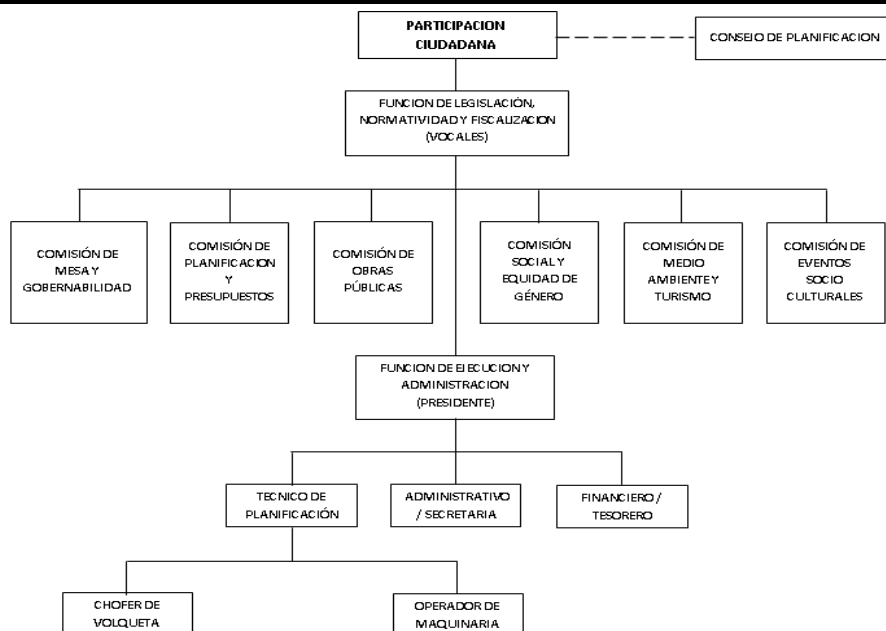 PARTICIPACION
CIUDADANA
CONSEJO DE PLANIFICACION
FUNCION DE LEGISLACIÓN,
NORMATIVIDAD Y FISCALIZACION
(VOCALES)
COMISIÓN DE
MESA Y
GOBERNABILIDAD
COMISIÓN DE
PLANIFICACION
Y
PRESUPUESTOS
COMISIÓN DE
OBRAS
PÚBLICAS
COMISIÓN
SOCIAL Y
EQUIDAD DE
GÉNERO
COMISIÓN DE
MEDIO
AMBIENTE Y
TURISMO
COMISIÓN DE
EVENTOS
SOCIO
CULTURALES
FUNCION DE EJECUCION Y
ADMINISTRACION
(PRESIDENTE)
TECNICO DE
PLANIFICACIÓN
ADMINISTRATIVO
/ SECRETARIA
FINANCIERO /
TESORERO
CHOFER DE
VOLQUETA
OPERADOR DE
MAQUINARIA